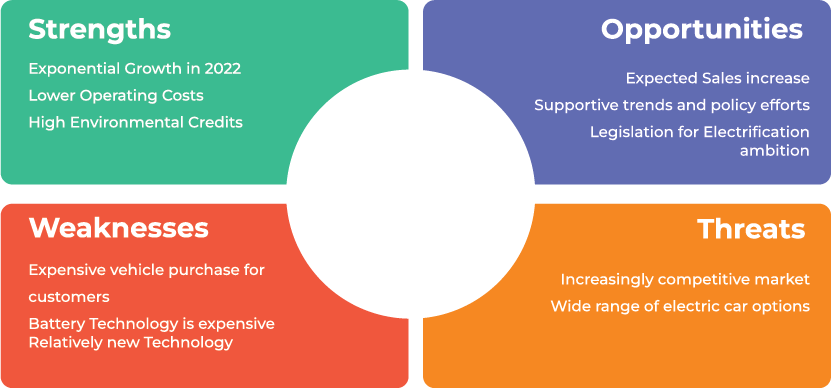 Strengths
Exponential Growth in 2022
Lower Operating Costs
High Environmental Credits
Opportunities
Expected Sales increase
Supportive trends and policy efforts
Legislation for Electrification
ambition
Weaknesses
Expensive vehicle purchase for
customers
Battery Technology is expensive
Relatively new Technology
Threats
Increasingly competitive market
Wide range of electric car options